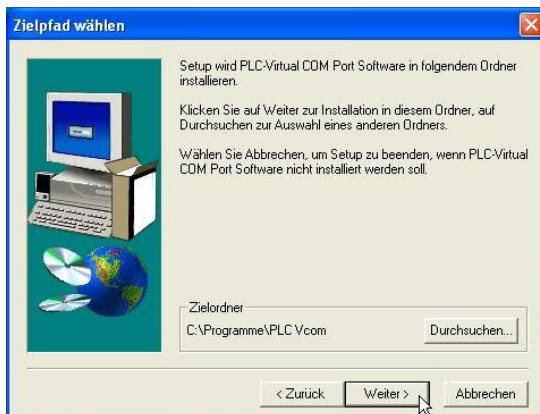 Zielpfad wählen
Setup wird PLC-Virtual COM Port Software in folgendem Ordner
installieren.
Klicken Sie auf Weiter zur Installation in diesem Ordner, auf
Durchsuchen zur Auswahl eines anderen Ordners.
Wählen Sie Abbrechen, um Setup zu beenden, wenn PLC-Virtual
COM Port Software nicht installiert werden soll.
Zielordner
C:\Programme\PLC Vcom
Durchsuchen...
< Zurück
Weiter >
Abbrechen